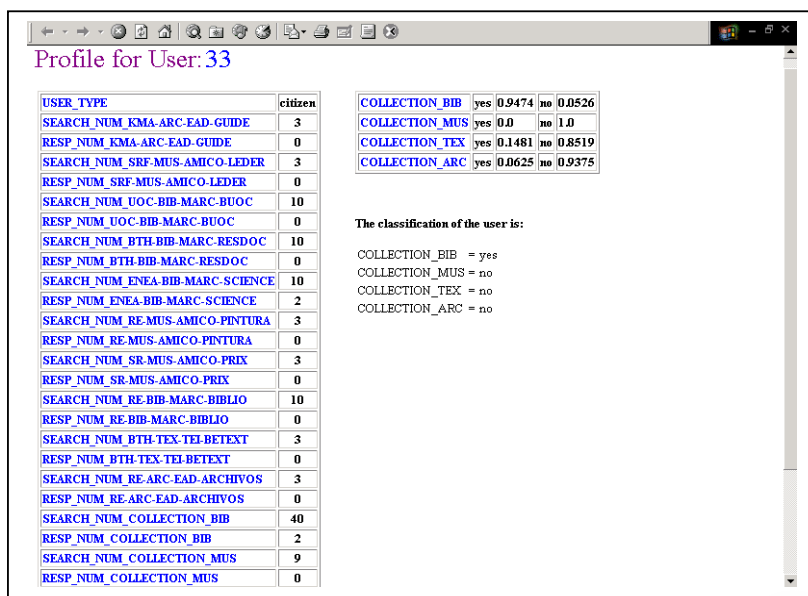 Profile for User: 33
USER_TYPE citizen
SEARCH_NUM_KMA-ARC-EAD-GUIDE 3
RESP_NUM_KMA-ARC-EAD-GUIDE 0
SEARCH_NUM_SRF-MUS-AMICO-LEDER 3
RESP_NUM_SRF-MUS-AMICO-LEDER 0
SEARCH_NUM_UOC-BIB-MARC-BUOC 10
RESP_NUM_UOC-BIB-MARC-BUOC 0
SEARCH_NUM_BTH-BIB-MARC-RESDOC 10
RESP_NUM_BTH-BIB-MARC-RESDOC 0
SEARCH_NUM_ENEA-BIB-MARC-SCIENCE 10
RESP_NUM_ENEA-BIB-MARC-SCIENCE 2
SEARCH_NUM_RE-MUS-AMICO-PINTURA 3
RESP_NUM_RE-MUS-AMICO-PINTURA 0
SEARCH_NUM_SR-MUS-AMICO-PRIX 3
RESP_NUM_SR-MUS-AMICO-PRIX 0
SEARCH_NUM_RE-BIB-MARC-BIBLIO 10
RESP_NUM_RE-BIB-MARC-BIBLIO 0
SEARCH_NUM_BTH-TEX-TEI-BETEXT 3
RESP_NUM_BTH-TEX-TEI-BETEXT 0
SEARCH_NUM_RE-ARC-EAD-ARCHIVOS 3
RESP_NUM_RE-ARC-EAD-ARCHIVOS 0
SEARCH_NUM_COLLECTION_BIB 40
RESP_NUM_COLLECTION_BIB 2
SEARCH_NUM_COLLECTION_MUS 9
RESP_NUM_COLLECTION_MUS 0
COLLECTION_BIB yes 0.9474 no 0.0526
COLLECTION_MUS yes 0.0 no 1.0
COLLECTION_TEX yes 0.1481 no 0.8519
COLLECTION_ARC yes 0.0625 no 0.9375
The classification of the user is:
COLLECTION_BIB = yes
COLLECTION_MUS = no
COLLECTION_TEX = no
COLLECTION_ARC = no